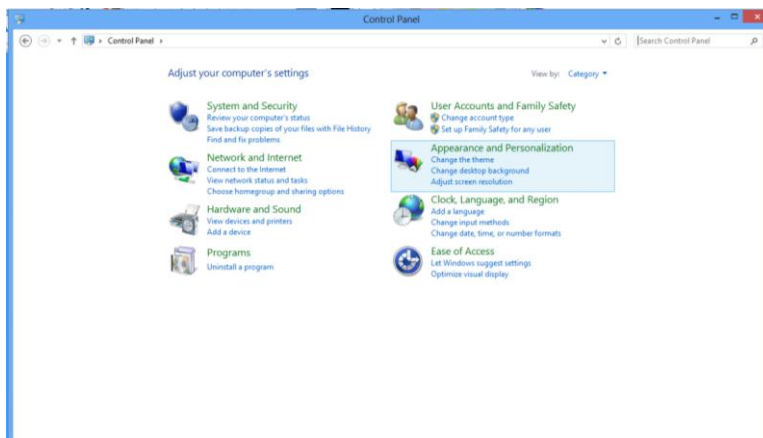 Control Panel
Control Panel
Search Control Panel
Adjust your computer's settings
View by: Category
System and Security
Review your computer's status
Save backup copies of your files with File History
Find and fix problems
Network and Internet
Connect to the Internet
View network status and tasks
Choose homegroup and sharing options
Hardware and Sound
View devices and printers
Add a device
Programs
Uninstall a program
User Accounts and Family Safety
Change account type
Set up Family Safety for any user
Appearance and Personalization
Change the theme
Change desktop background
Adjust screen resolution
Clock, Language, and Region
Add a language
Change input methods
Change date, time, or number formats
Ease of Access
Let Windows suggest settings
Optimize visual display